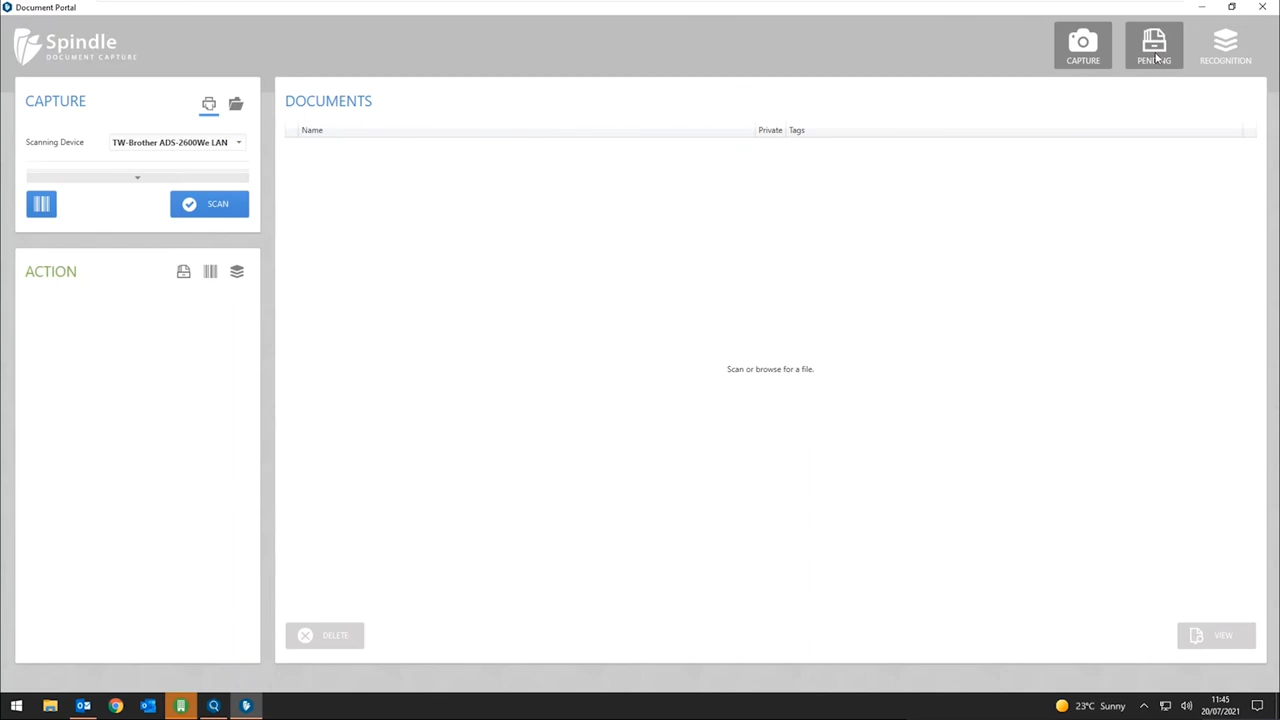 Document Portal
Spindle
DOCUMENT CAPTURE
CAPTURE
PENDING
RECOGNITION
CAPTURE
Scanning Device
TW-Brother ADS-2600We LAN
SCAN
ACTION
DOCUMENTS
Name
Private
Tags
Scan or browse for a file.
DELETE
VIEW
23°C Sunny
11:45
20/07/2021